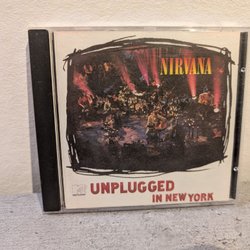 NIRVANA
UNPLUGGED
IN NEW YORK